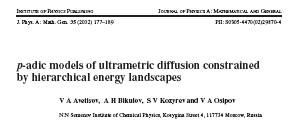 INSTITUTE OF PHYSICS PUBLISHING JOURNAL OF PHYSICS A: MATHEMATICAL AND GENERAL
J. Phys. A: Math. Gen. 35 (2002) 177–189 PII: S0305-4470(02)29870-4
p-adic models of ultrametric diffusion constrained
by hierarchical energy landscapes
V A Avetisov, A H Bikulov, S V Kozyrev and V A Osipov
N N Semenov Institute of Chemical Physics, Kosygina Street 4, 117734 Moscow, Russia